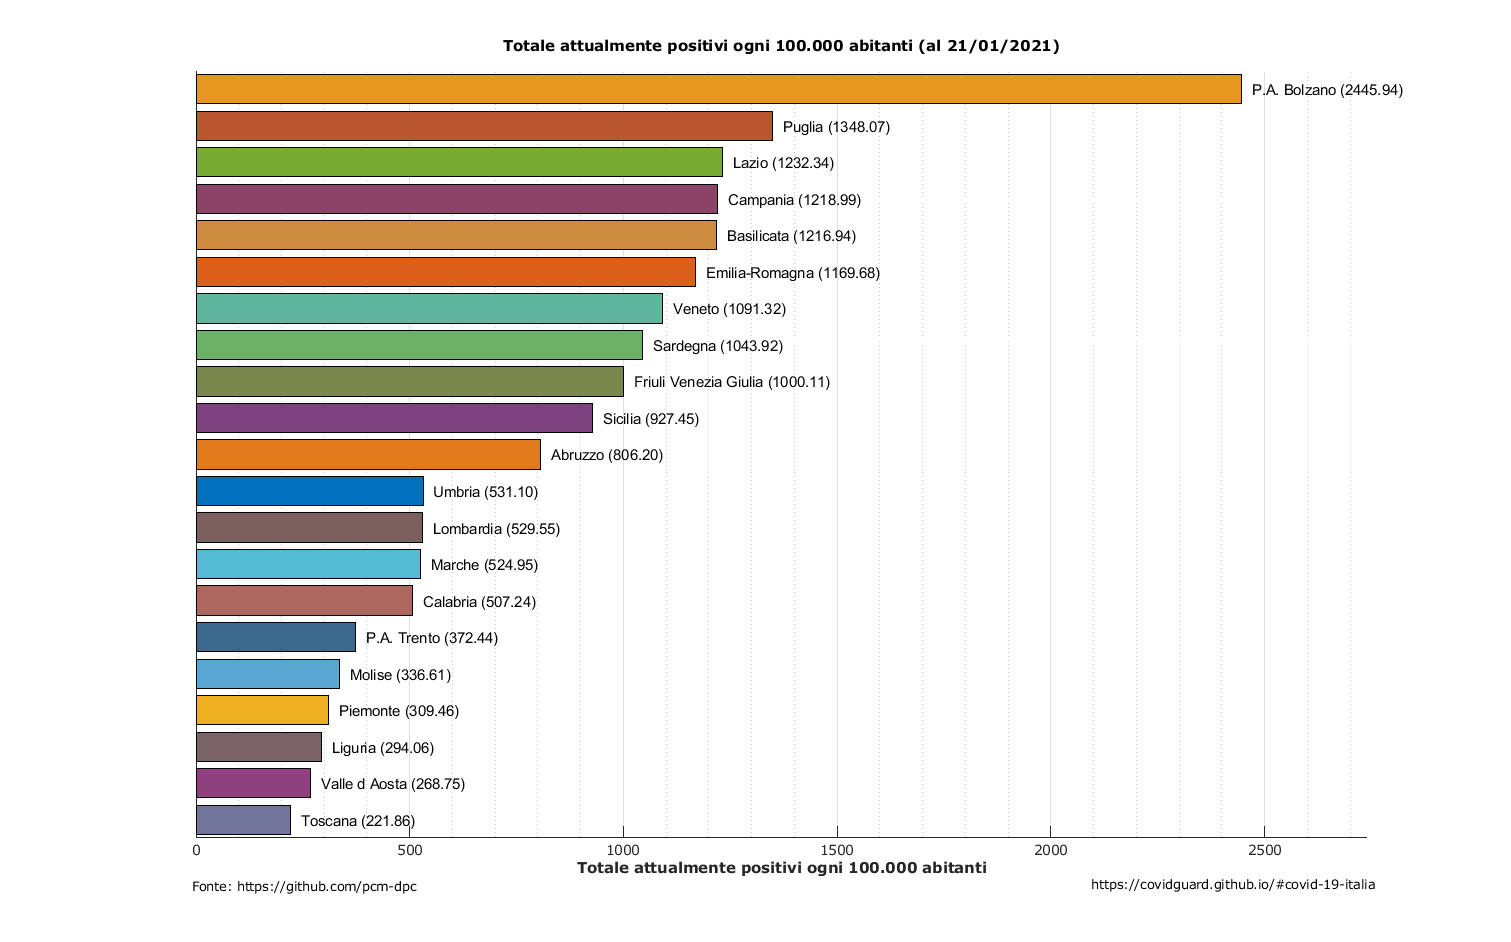 Totale attualmente positivi ogni 100.000 abitanti (al 21/01/2021)
P.A. Bolzano (2445.94)
Puglia (1348.07)
Lazio (1232.34)
Campania (1218.99)
Basilicata (1216.94)
Emilia-Romagna (1169.68)
Veneto (1091.32)
Sardegna (1043.92)
Friuli Venezia Giulia (1000.11)
Sicilia (927.45)
Abruzzo (806.20)
Umbria (531.10)
Lombardia (529.55)
Marche (524.95)
Calabria (507.24)
P.A. Trento (372.44)
Molise (336.61)
Piemonte (309.46)
Liguria (294.06)
Valle d Aosta (268.75)
Toscana (221.86)
0 500 1000 1500 2000 2500
Totale attualmente positivi ogni 100.000 abitanti
Fonte: https://github.com/pcm-dpc
https://covidguard.github.io/#covid-19-italia